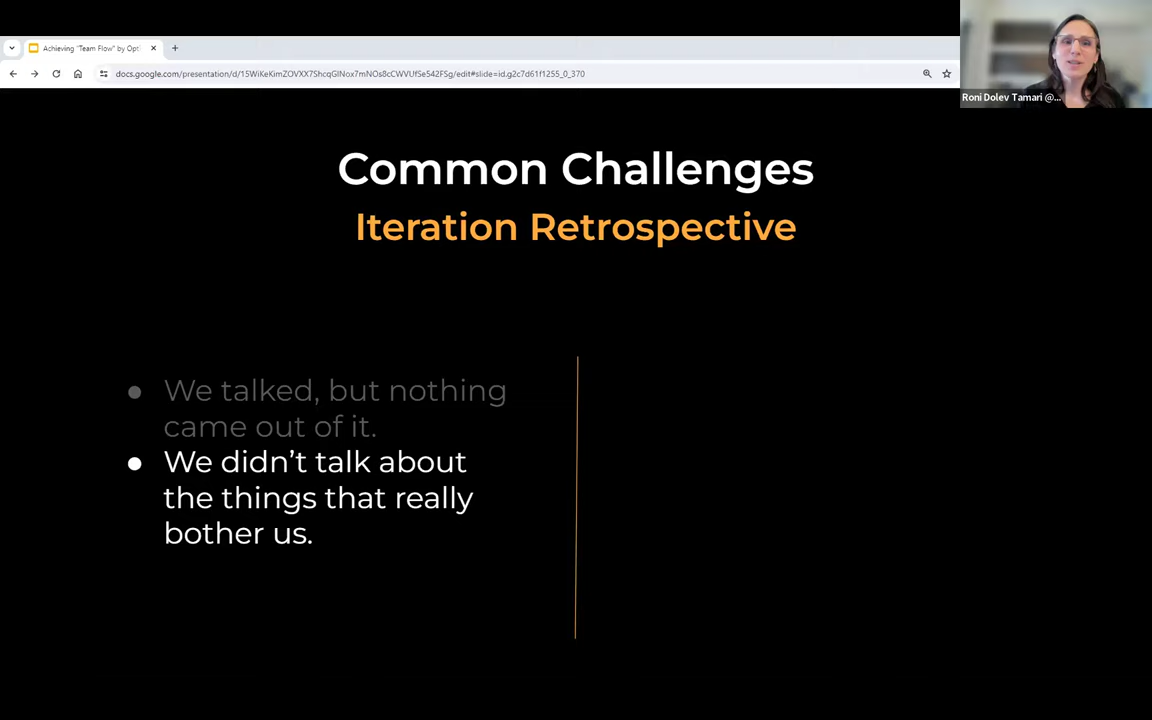 Achieving "Team Flow" by Opt
docs.google.com/presentation/d/15WiKeKimZOVXX7ShcqGlNox7mNOs8cCWVUfSe542FSg/edit#slide=id.g2c7d61f1255_0_370
Roni Dolev Tamari @...
Common Challenges
Iteration Retrospective
● We talked, but nothing
came out of it.
● We didn’t talk about
the things that really
bother us.